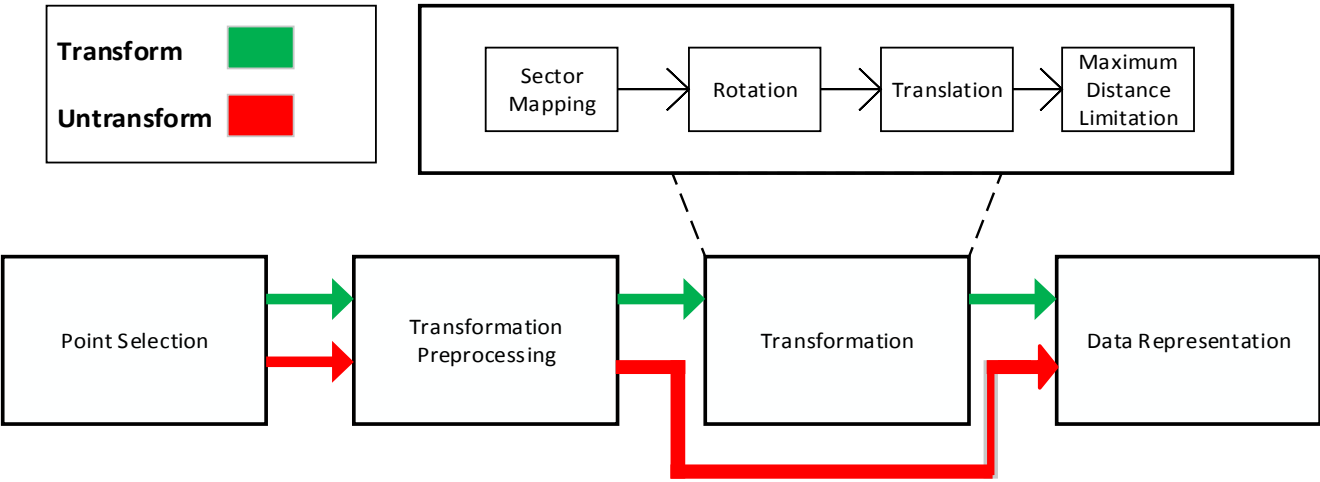 Transform
Untransform
Sector
Mapping
Rotation
Translation
Maximum
Distance
Limitation
Point Selection
Transformation
Preprocessing
Transformation
Data Representation